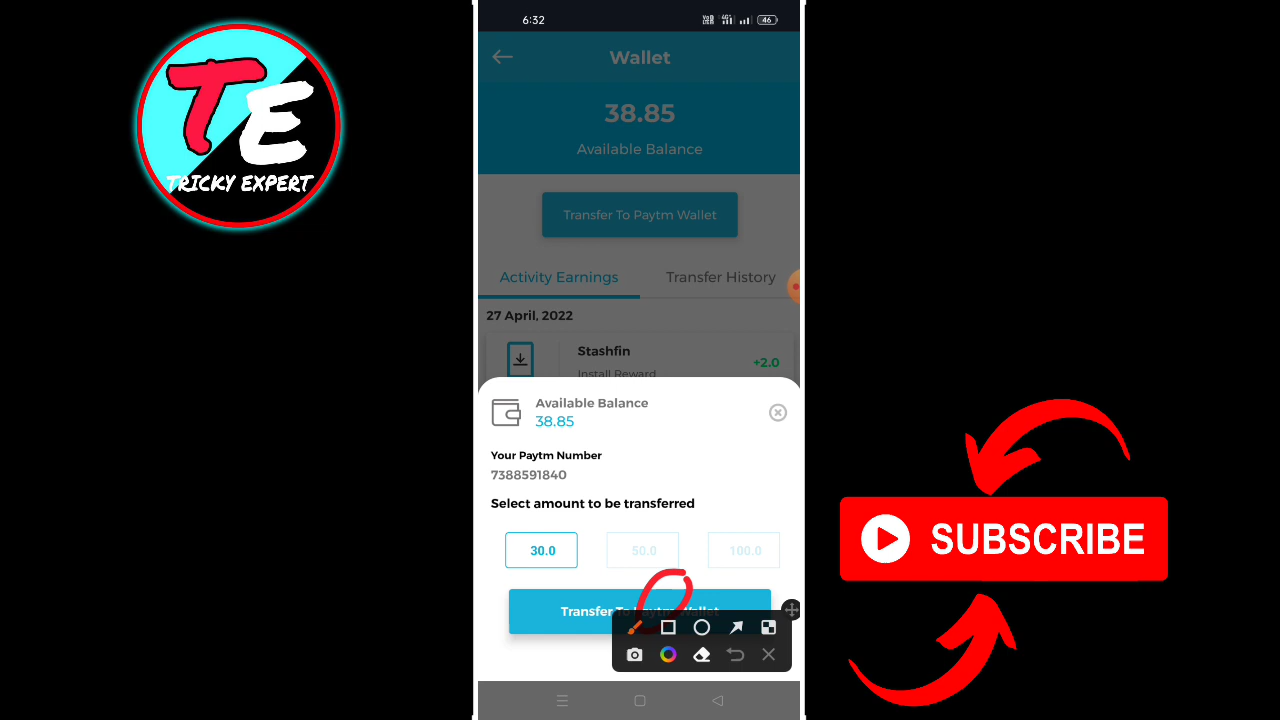 TE
TRICKY EXPERT
6:32
46
Wallet
38.85
Available Balance
Transfer To Paytm Wallet
Activity Earnings
Transfer History
27 April, 2022
Stashfin
Install Reward
+2.0
Available Balance
38.85
Your Paytm Number
7388591840
Select amount to be transferred
30.0
50.0
100.0
Transfer To Paytm Wallet
SUBSCRIBE